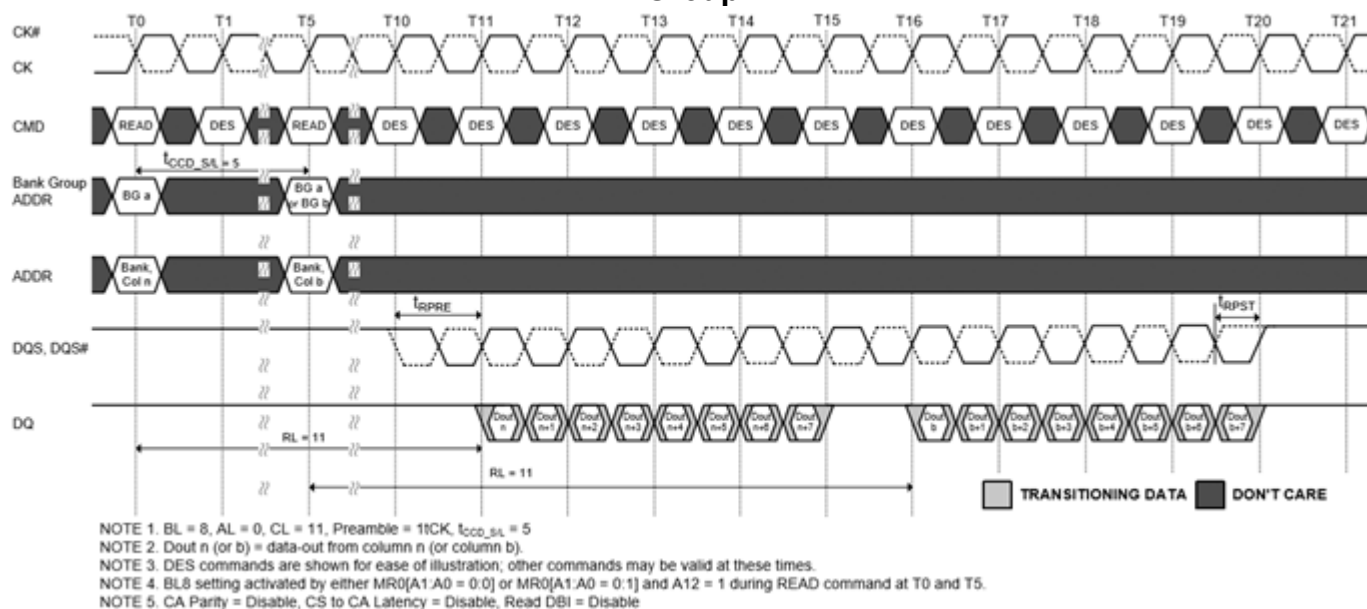 T0 T1 T5 T10 T11 T12 T13 T14 T15 T16 T17 T18 T19 T20 T21
CK#
CK
CMD READ DES READ DES DES DES DES DES DES DES DES DES DES DES DES
tCCD_S/L = 5
Bank Group
ADDR
BG a
BG a
or BG b
ADDR
Bank,
Col n
Bank,
Col b
tRPRE
tRPST
DQS, DQS#
DQ
Dout
n
Dout
n+1
Dout
n+2
Dout
n+3
Dout
n+4
Dout
n+5
Dout
n+6
Dout
n+7
Dout
b
Dout
b+1
Dout
b+2
Dout
b+3
Dout
b+4
Dout
b+5
Dout
b+6
Dout
b+7
RL = 11
RL = 11
TRANSITIONING DATA DON'T CARE
NOTE 1. BL = 8, AL = 0, CL = 11, Preamble = 1tCK, tCCD_S/L = 5
NOTE 2. Dout n (or b) = data-out from column n (or column b).
NOTE 3. DES commands are shown for ease of illustration; other commands may be valid at these times.
NOTE 4. BL8 setting activated by either MR0[A1:A0 = 0:0] or MR0[A1:A0 = 0:1] and A12 = 1 during READ command at T0 and T5.
NOTE 5. CA Parity = Disable, CS to CA Latency = Disable, Read DBI = Disable